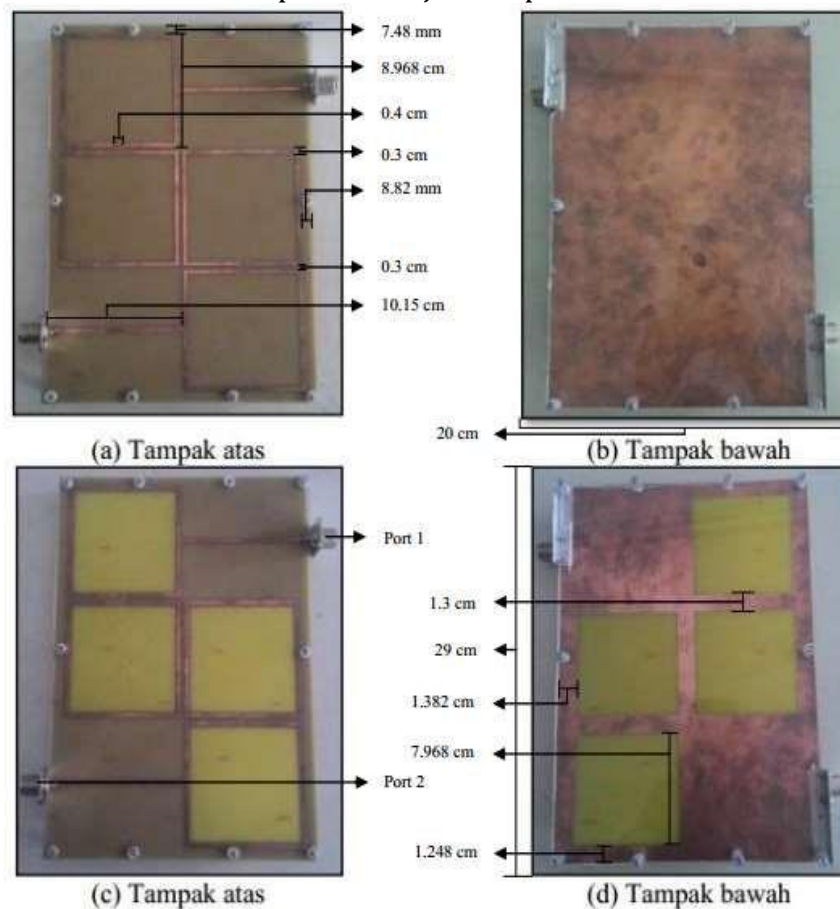 7.48 mm
8.968 cm
0.4 cm
0.3 cm
8.82 mm
0.3 cm
10.15 cm
20 cm
(a) Tampak atas
(b) Tampak bawah
Port 1
1.3 cm
29 cm
1.382 cm
7.968 cm
Port 2
1.248 cm
(c) Tampak atas
(d) Tampak bawah